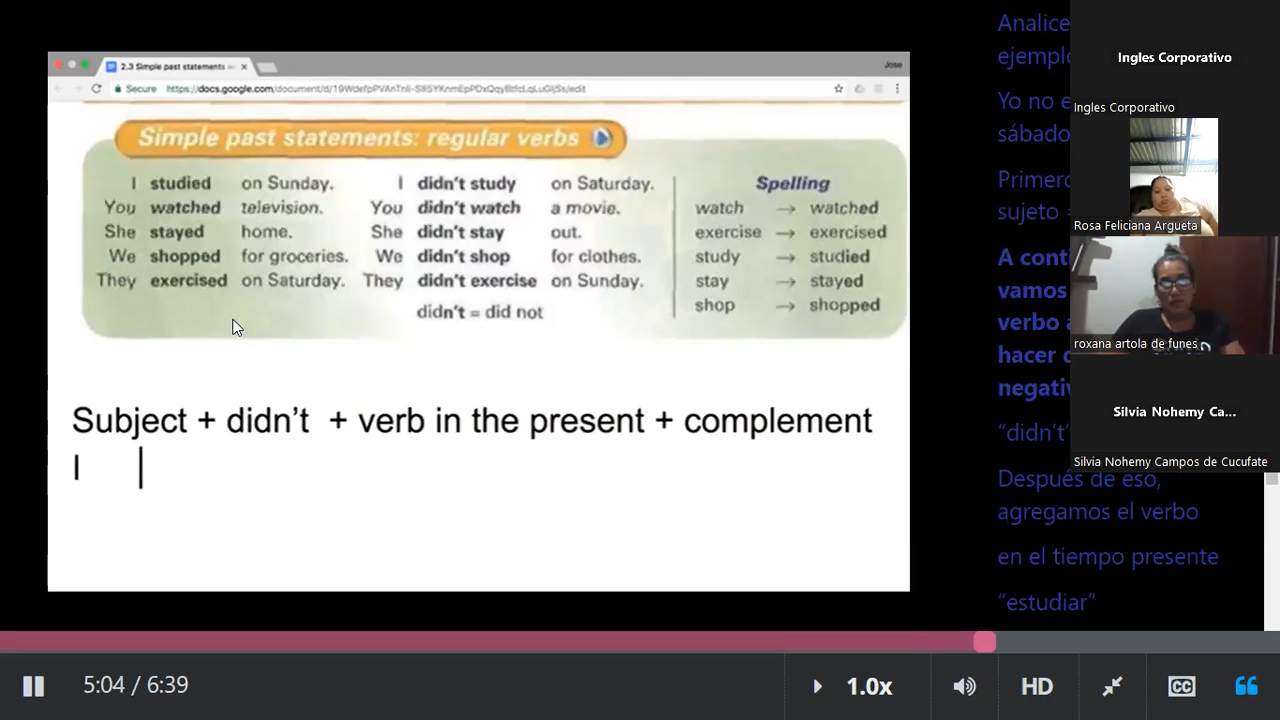 2.3 Simple past statements
Jose
Secure
https://docs.google.com/document/d/
/edit
Simple past statements: regular verbs
I studied on Sunday. I didn't study on Saturday.
You watched television. You didn't watch a movie.
She stayed home. She didn't stay out.
We shopped for groceries. We didn't shop for clothes.
They exercised on Saturday. They didn't exercise on Sunday.
didn't = did not
Spelling
watch → watched
exercise → exercised
study → studied
stay → stayed
shop → shopped
Subject + didn't + verb in the present + complement
I
Analice
ejemplo
Yo no e
sábado
Primero
sujeto
A conti
vamos
verbo a
hacer
negativ
“didn't”
Después de eso,
agregamos el verbo
en el tiempo presente
“estudiar”
Ingles Corporativo
Ingles Corporativo
Rosa Feliciana Argueta
roxana artola de funes
Silvia Nohemy Ca...
Silvia Nohemy Campos de Cucufate
5:04 / 6:39
1.0x
HD
CC